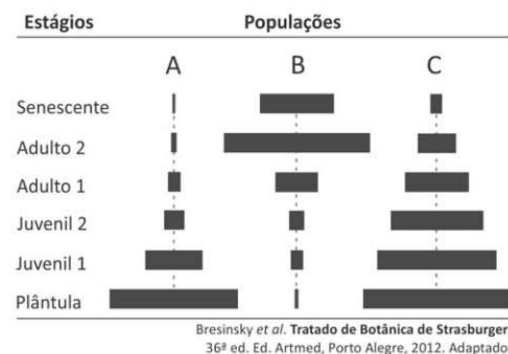 Estágios Populações
A B C
Senescente
Adulto 2
Adulto 1
Juvenil 2
Juvenil 1
Plântula
Bresinsky et al. Tratado de Botânica de Strasburger
36ª ed. Ed. Artmed, Porto Alegre, 2012. Adaptado